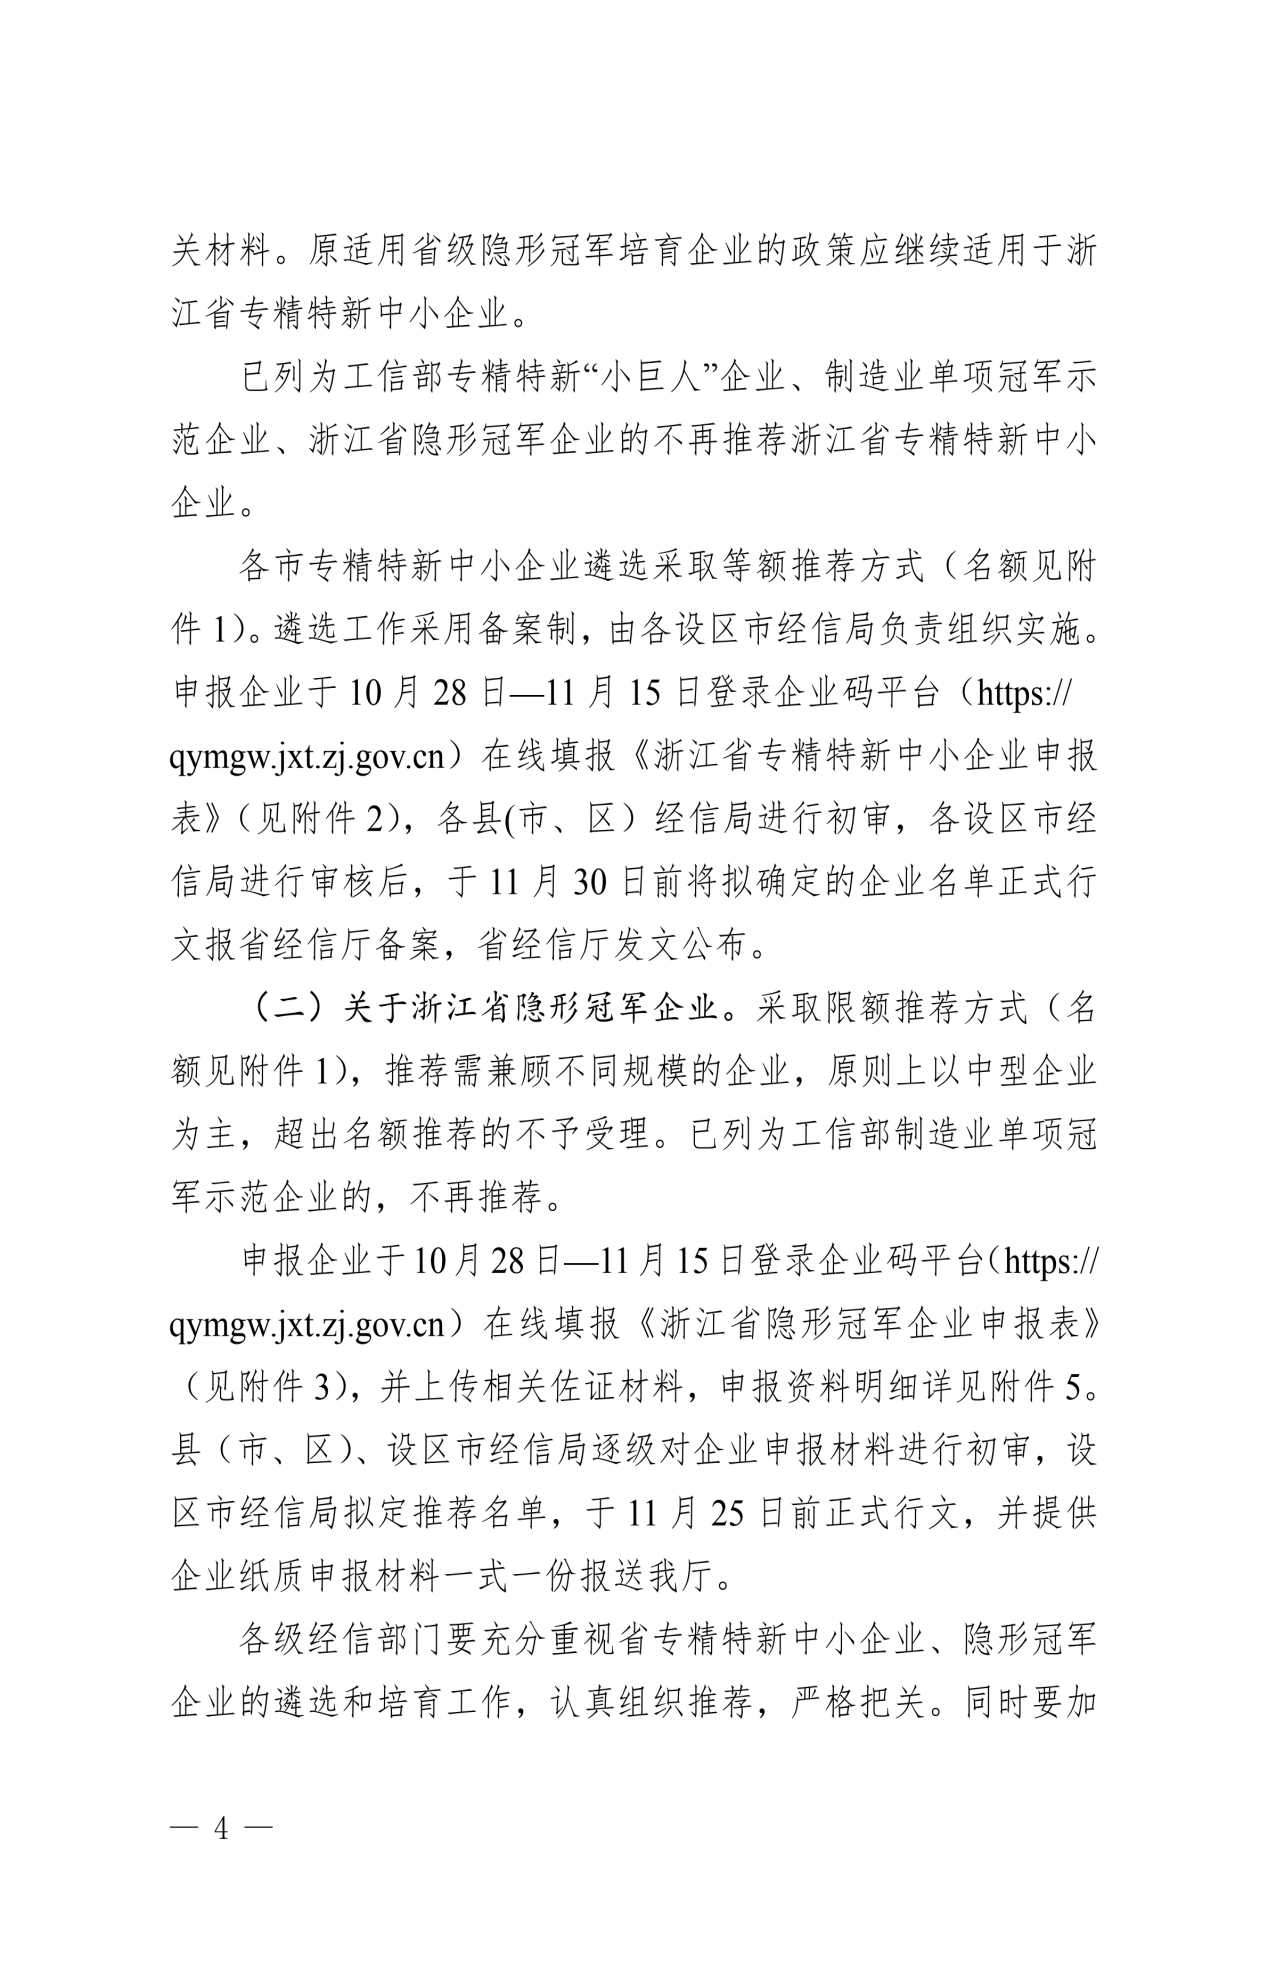 关材料。原适用省级隐形冠军培育企业的政策应继续适用于浙
江省专精特新中小企业。
已列为工信部专精特新“小巨人”企业、制造业单项冠军示
范企业、浙江省隐形冠军企业的不再推荐浙江省专精特新中小
企业。
各市专精特新中小企业遴选采取等额推荐方式（名额见附
件 1）。遴选工作采用备案制，由各设区市经信局负责组织实施。
申报企业于 10 月 28 日—11 月 15 日登录企业码平台（https://
qymgw.jxt.zj.gov.cn）在线填报《浙江省专精特新中小企业申报
表》（见附件 2），各县(市、区）经信局进行初审，各设区市经
信局进行审核后，于 11 月 30 日前将拟确定的企业名单正式行
文报省经信厅备案，省经信厅发文公布。
（二）关于浙江省隐形冠军企业。采取限额推荐方式（名
额见附件 1），推荐需兼顾不同规模的企业，原则上以中型企业
为主，超出名额推荐的不予受理。已列为工信部制造业单项冠
军示范企业的，不再推荐。
申报企业于 10 月 28 日—11 月 15 日登录企业码平台（https://
qymgw.jxt.zj.gov.cn）在线填报《浙江省隐形冠军企业申报表》
（见附件 3），并上传相关佐证材料，申报资料明细详见附件 5。
县（市、区）、设区市经信局逐级对企业申报材料进行初审，设
区市经信局拟定推荐名单，于 11 月 25 日前正式行文，并提供
企业纸质申报材料一式一份报送我厅。
各级经信部门要充分重视省专精特新中小企业、隐形冠军
企业的遴选和培育工作，认真组织推荐，严格把关。同时要加
— 4 —